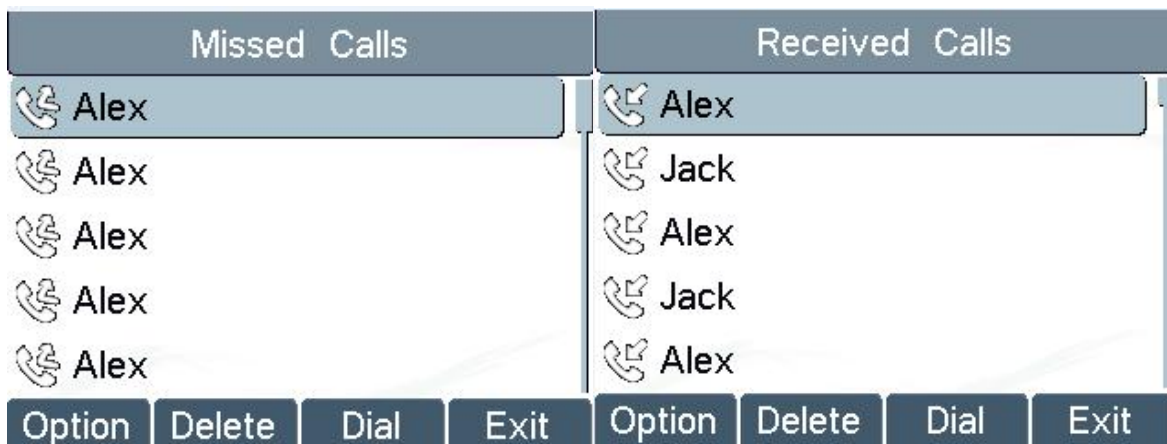 Missed Calls
Alex
Alex
Alex
Alex
Alex
Option Delete Dial Exit
Received Calls
Alex
Jack
Alex
Jack
Alex
Option Delete Dial Exit